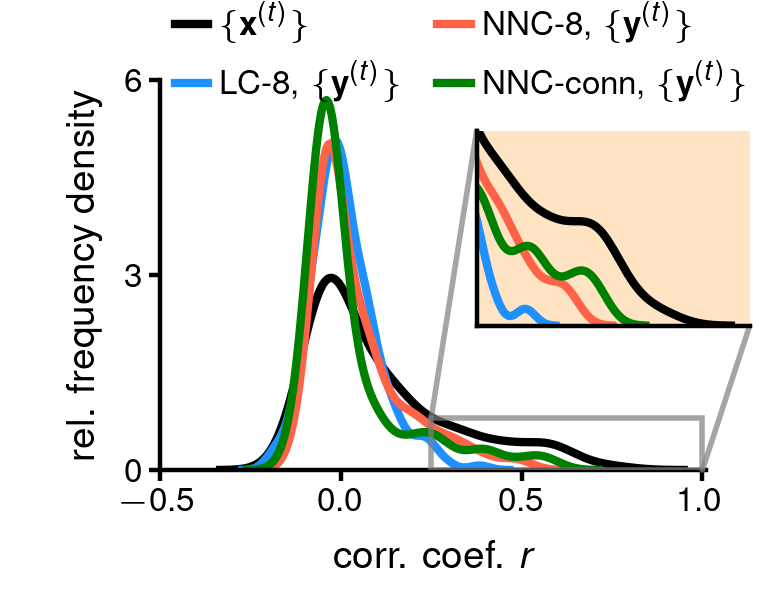 {x^(t)}
NNC-8, {y^(t)}
LC-8, {y^(t)}
NNC-conn, {y^(t)}
rel. frequency density
6
3
0
−0.5
0.0
0.5
1.0
corr. coef. r